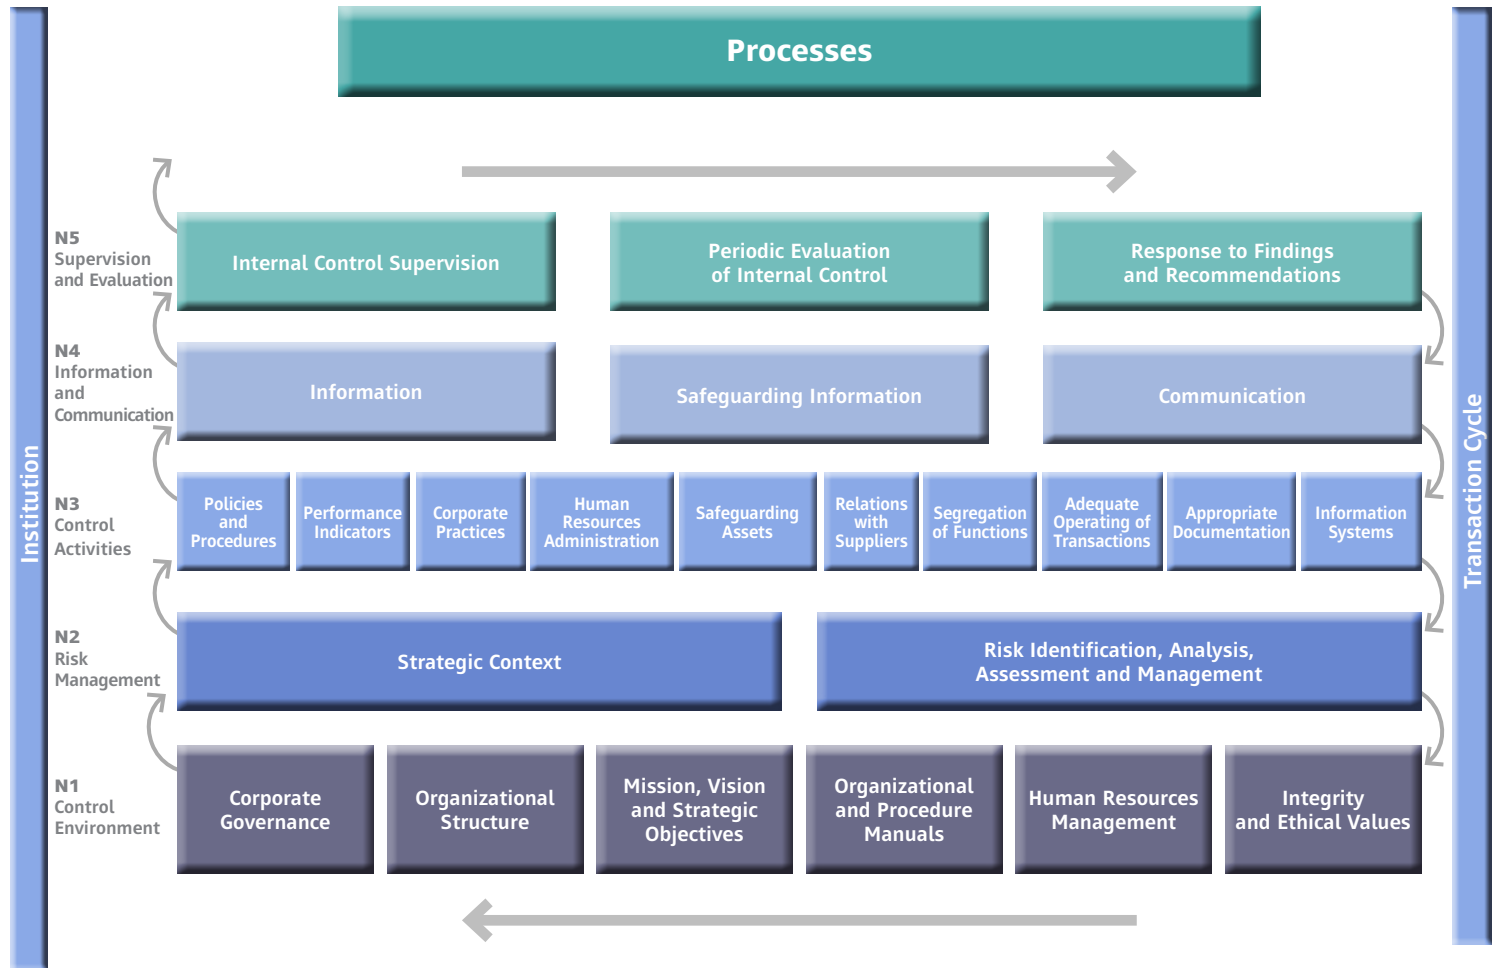 Processes
Institution
Transaction Cycle
N5
Supervision
and Evaluation
Internal Control Supervision
Periodic Evaluation
of Internal Control
Response to Findings
and Recommendations
N4
Information
and
Communication
Information
Safeguarding Information
Communication
N3
Control
Activities
Policies
and
Procedures
Performance
Indicators
Corporate
Practices
Human
Resources
Administration
Safeguarding
Assets
Relations
with
Suppliers
Segregation
of Functions
Adequate
Operating of
Transactions
Appropriate
Documentation
Information
Systems
N2
Risk
Management
Strategic Context
Risk Identification, Analysis,
Assessment and Management
N1
Control
Environment
Corporate
Governance
Organizational
Structure
Mission, Vision
and Strategic
Objectives
Organizational
and Procedure
Manuals
Human Resources
Management
Integrity
and Ethical Values